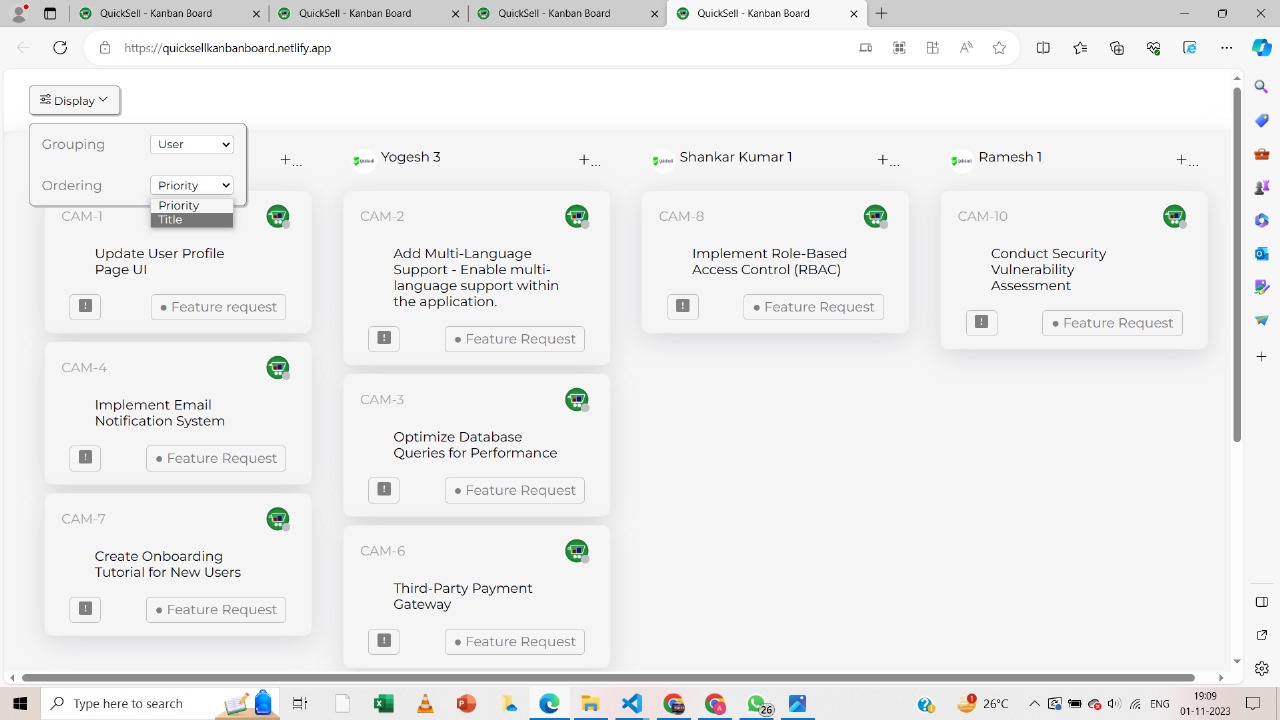 QuickSell - Kanban Board
QuickSell - Kanban Board
QuickSell - Kanban Board
QuickSell - Kanban Board
https://quicksellkanbanboard.netlify.app
Display
Grouping User
Ordering Priority
Priority
Title
+...
Yogesh 3 +...
Shankar Kumar 1 +...
Ramesh 1 +...
CAM-1
Update User Profile
Page UI
! • Feature request
CAM-4
Implement Email
Notification System
! • Feature Request
CAM-7
Create Onboarding
Tutorial for New Users
! • Feature Request
CAM-2
Add Multi-Language
Support - Enable multi-
language support within
the application.
! • Feature Request
CAM-3
Optimize Database
Queries for Performance
! • Feature Request
CAM-6
Third-Party Payment
Gateway
! • Feature Request
CAM-8
Implement Role-Based
Access Control (RBAC)
! • Feature Request
CAM-10
Conduct Security
Vulnerability
Assessment
! • Feature Request
Type here to search
26
1
26°C
ENG
19:09
01-11-2023